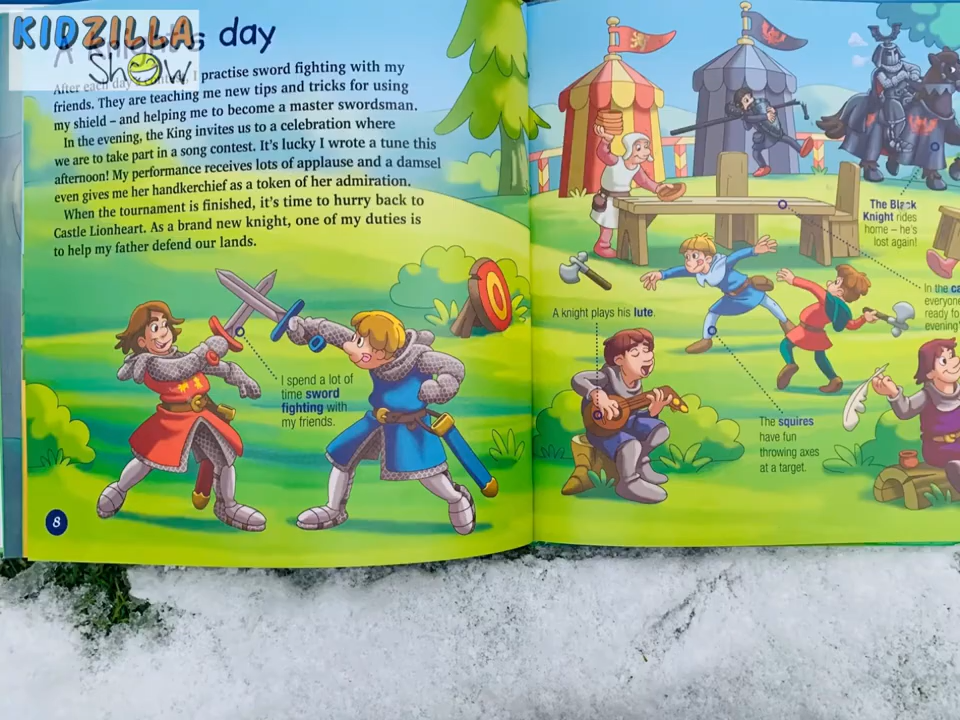 KIDZILLA
Show
day
After each day I practise sword fighting with my
friends. They are teaching me new tips and tricks for using
my shield – and helping me to become a master swordsman.
In the evening, the King invites us to a celebration where
we are to take part in a song contest. It's lucky I wrote a tune this
afternoon! My performance receives lots of applause and a damsel
even gives me her handkerchief as a token of her admiration.
When the tournament is finished, it's time to hurry back to
Castle Lionheart. As a brand new knight, one of my duties is
to help my father defend our lands.
I spend a lot of
time sword
fighting with
my friends.
8
The Black
Knight rides
home – he's
lost again!
In the
everyone
ready fo
evening
A knight plays his lute.
The squires
have fun
throwing axes
at a target.